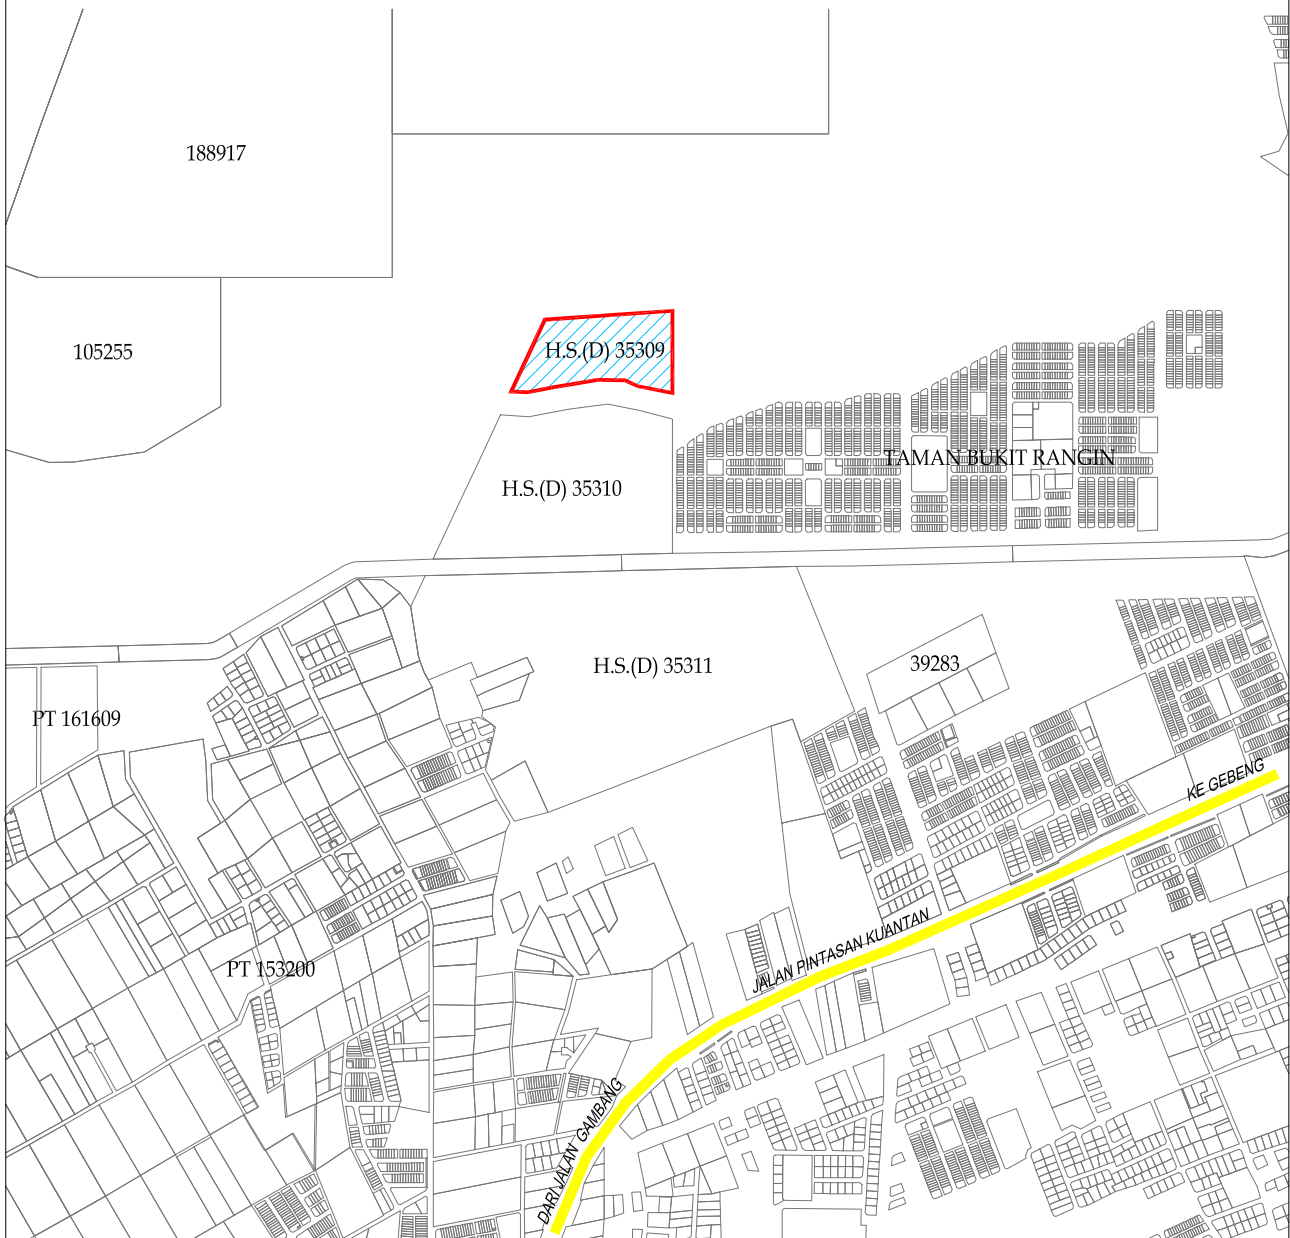 188917
105255
H.S.(D) 35309
TAMAN BUKIT RANGIN
H.S.(D) 35310
H.S.(D) 35311
39283
PT 161609
KE GEBENG
JALAN PINTASAN KUANTAN
PT 153200
DARI JALAN GAMBANG